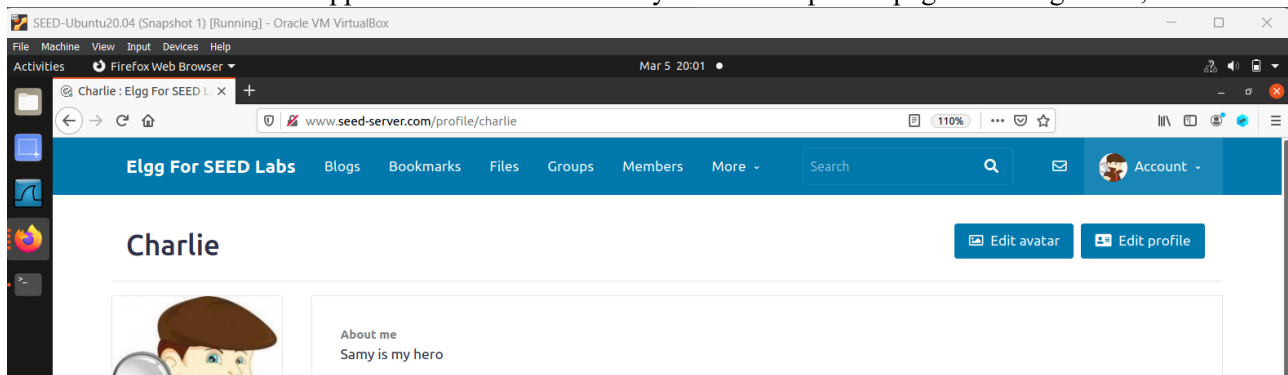 SEED-Ubuntu20.04 (Snapshot 1) [Running] - Oracle VM VirtualBox
File Machine View Input Devices Help
Activities Firefox Web Browser Mar 5 20:01
Charlie : Elgg For SEED L
www.seed-server.com/profile/charlie 110%
Elgg For SEED Labs Blogs Bookmarks Files Groups Members More Search Account
Charlie Edit avatar Edit profile
About me
Samy is my hero